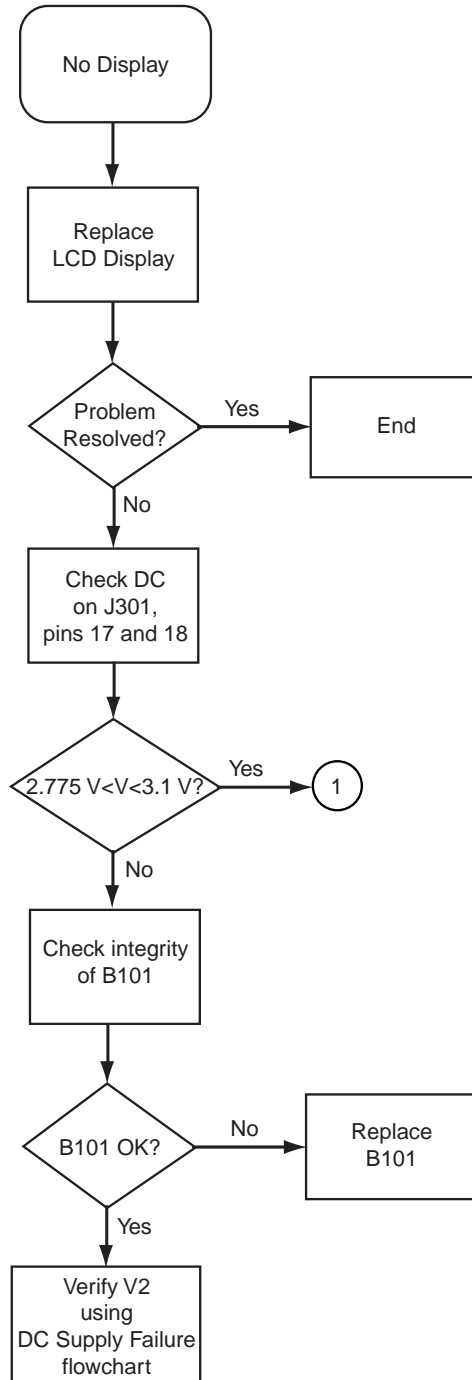 No Display
Replace
LCD Display
Problem
Resolved?
Yes
End
No
Check DC
on J301,
pins 17 and 18
2.775 V<V<3.1 V?
Yes
1
No
Check integrity
of B101
B101 OK?
No
Replace
B101
Yes
Verify V2
using
DC Supply Failure
flowchart